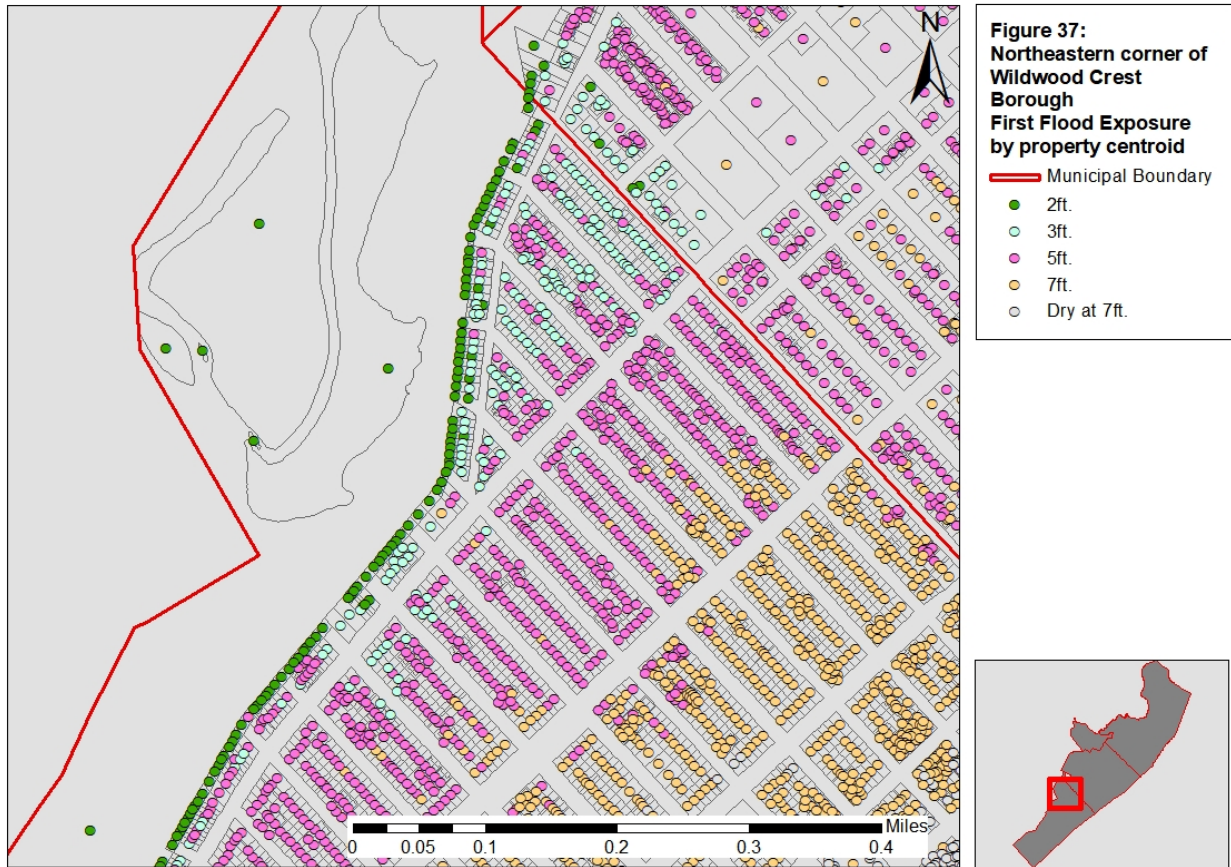 N
Figure 37:
Northeastern corner of
Wildwood Crest
Borough
First Flood Exposure
by property centroid
Municipal Boundary
2ft.
3ft.
5ft.
7ft.
Dry at 7ft.
Miles
0 0.05 0.1 0.2 0.3 0.4